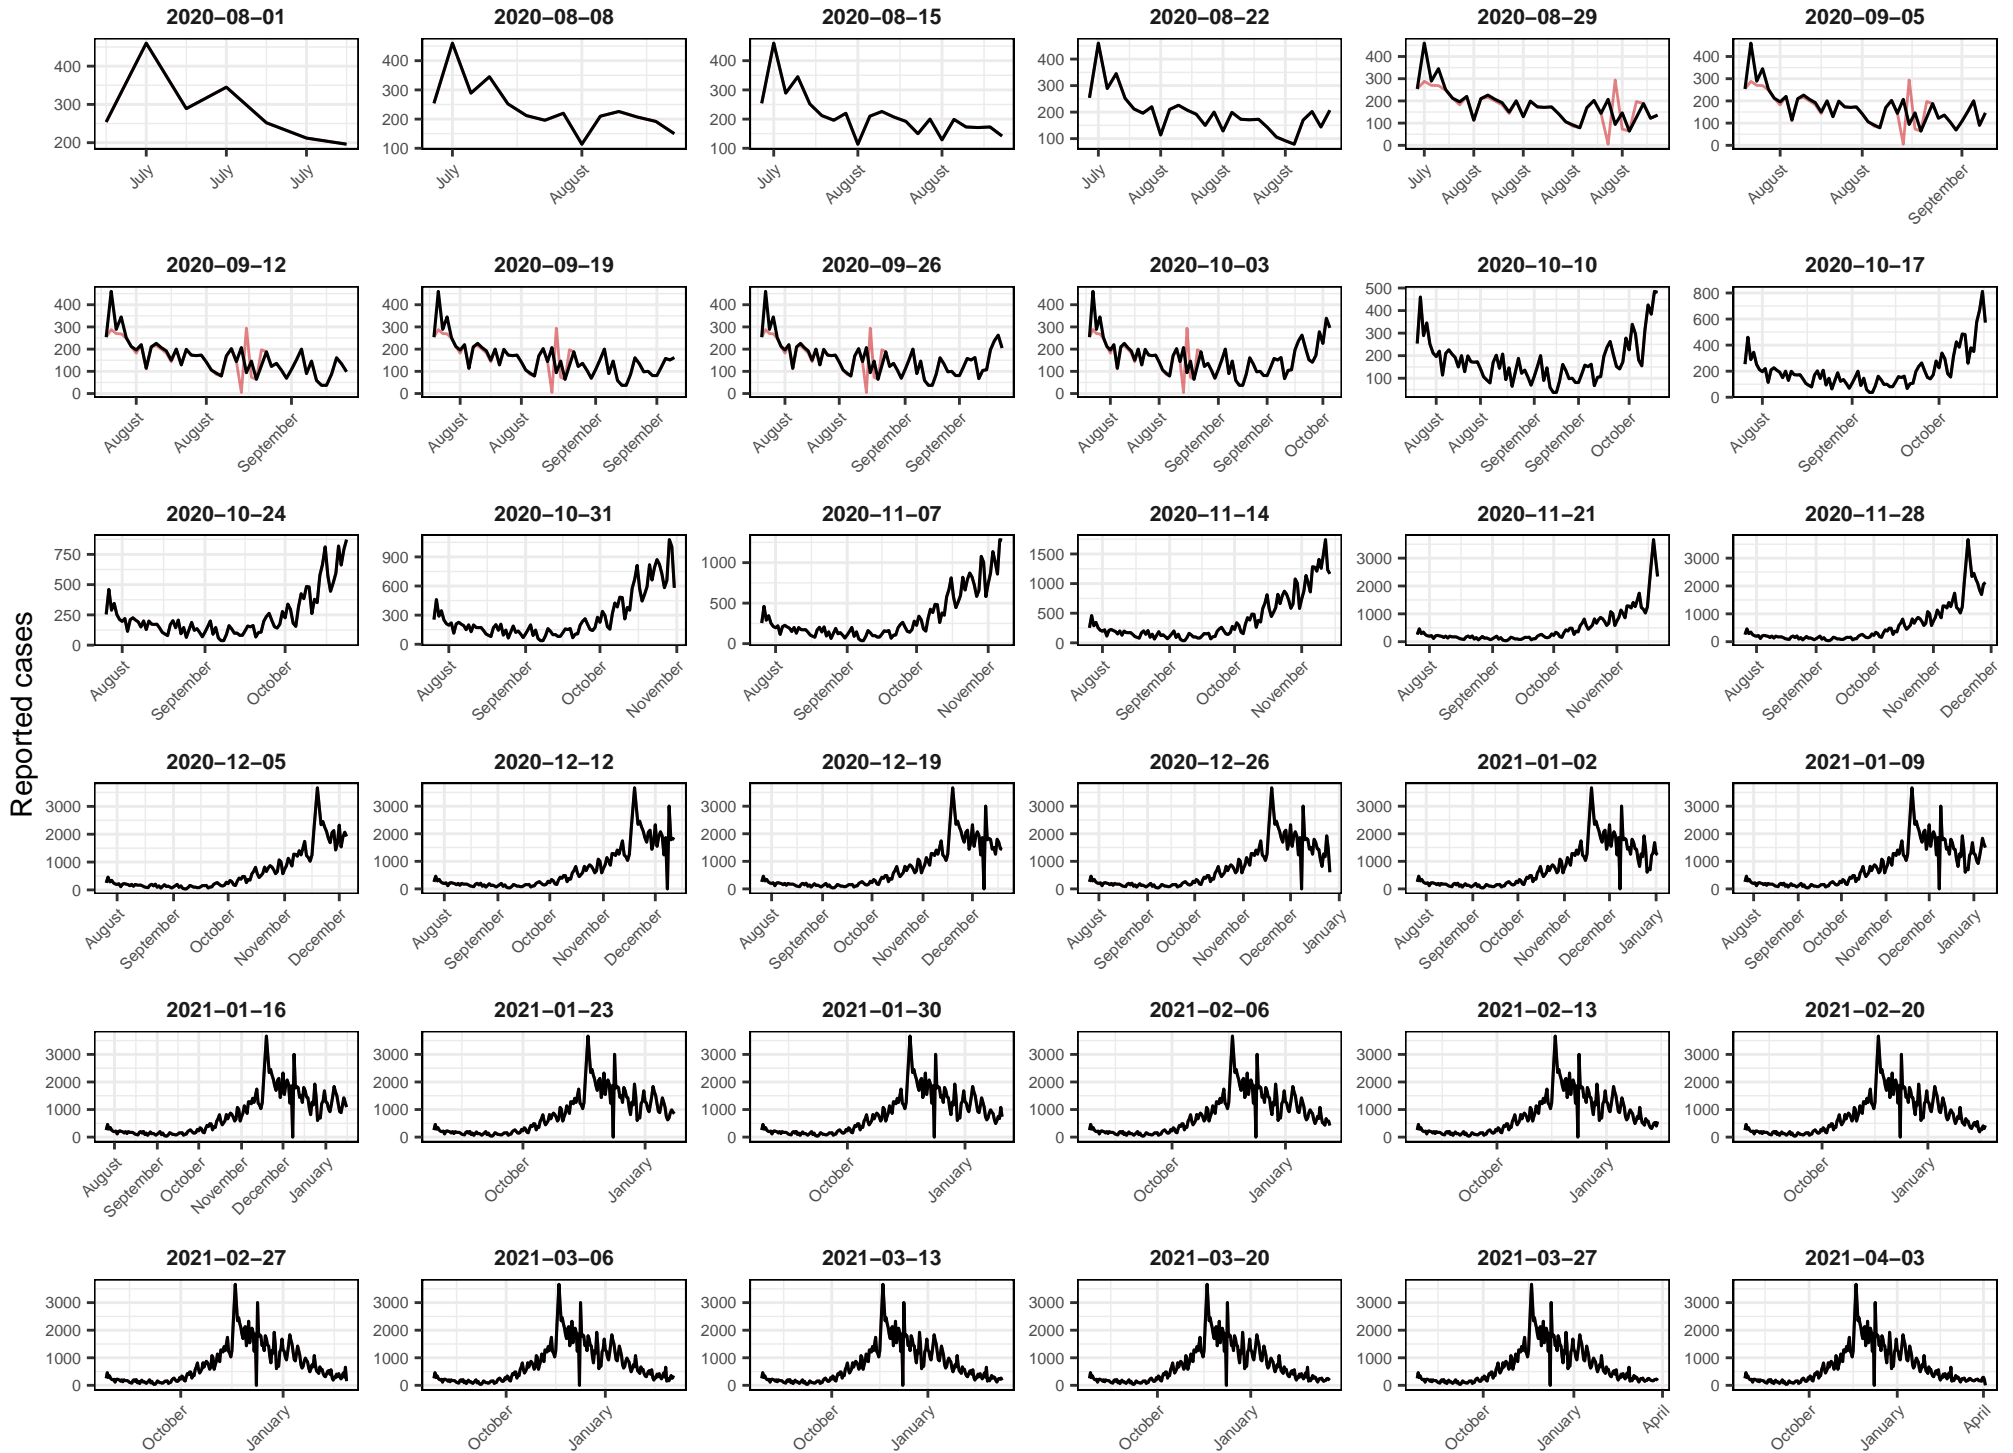 2020−08−01 2020−08−08 2020−08−15 2020−08−22 2020−08−29 2020−09−05
400 300 200
July July July
400 300 200 100
July August
400 300 200 100
July August August
400 300 200 100
July August August August
400 300 200 100 0
July August August August August
400 300 200 100 0
August August September
2020−09−12 2020−09−19 2020−09−26 2020−10−03 2020−10−10 2020−10−17
400 300 200 100 0
August August September
400 300 200 100 0
August August September September
400 300 200 100 0
August August September September
400 300 200 100 0
August August September September October
500 400 300 200 100
August August September September October
800 600 400 200 0
August September October
Reported cases
2020−10−24 2020−10−31 2020−11−07 2020−11−14 2020−11−21 2020−11−28
750 500 250 0
August September October
900 600 300 0
August September October November
1000 500 0
August September October November
1500 1000 500 0
August September October November
3000 2000 1000 0
August September October November
3000 2000 1000 0
August September October November December
2020−12−05 2020−12−12 2020−12−19 2020−12−26 2021−01−02 2021−01−09
3000 2000 1000 0
August September October November December
3000 2000 1000 0
August September October November December
3000 2000 1000 0
August September October November December
3000 2000 1000 0
August September October November December January
3000 2000 1000 0
August September October November December January
3000 2000 1000 0
August September October November December January
2021−01−16 2021−01−23 2021−01−30 2021−02−06 2021−02−13 2021−02−20
3000 2000 1000 0
August September October November December January
3000 2000 1000 0
October January
3000 2000 1000 0
October January
3000 2000 1000 0
October January
3000 2000 1000 0
October January
3000 2000 1000 0
October January
2021−02−27 2021−03−06 2021−03−13 2021−03−20 2021−03−27 2021−04−03
3000 2000 1000 0
October January
3000 2000 1000 0
October January
3000 2000 1000 0
October January
3000 2000 1000 0
October January
3000 2000 1000 0
October January April
3000 2000 1000 0
October January April